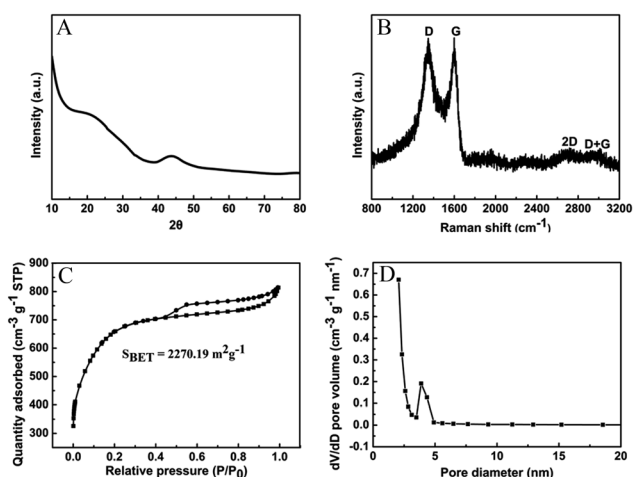 A
Intensity (a.u.)
10 20 30 40 50 60 70 80
2θ
B
D G
2D D+G
Intensity (a.u.)
800 1200 1600 2000 2400 2800 3200
Raman shift (cm-1)
C
Quantity adsorbed (cm-3 g-1 STP)
900
800
700
600
500
400
300
SBET = 2270.19 m2g-1
0.0 0.2 0.4 0.6 0.8 1.0
Relative pressure (P/P0)
D
dV/dD pore volume (cm-3 g-1 nm-1)
0.7
0.6
0.5
0.4
0.3
0.2
0.1
0.0
0 5 10 15 20
Pore diameter (nm)